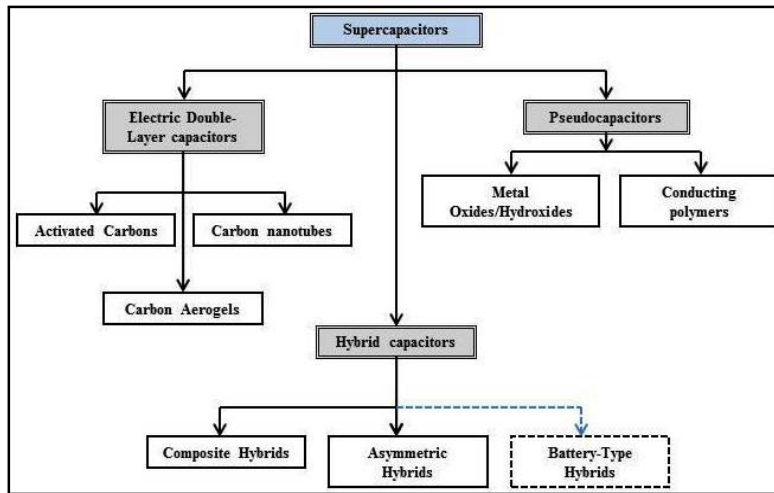 Supercapacitors
Electric Double-
Layer capacitors
Pseudocapacitors
Metal
Oxides/Hydroxides
Conducting
polymers
Activated Carbons
Carbon nanotubes
Carbon Aerogels
Hybrid capacitors
Composite Hybrids
Asymmetric
Hybrids
Battery-Type
Hybrids